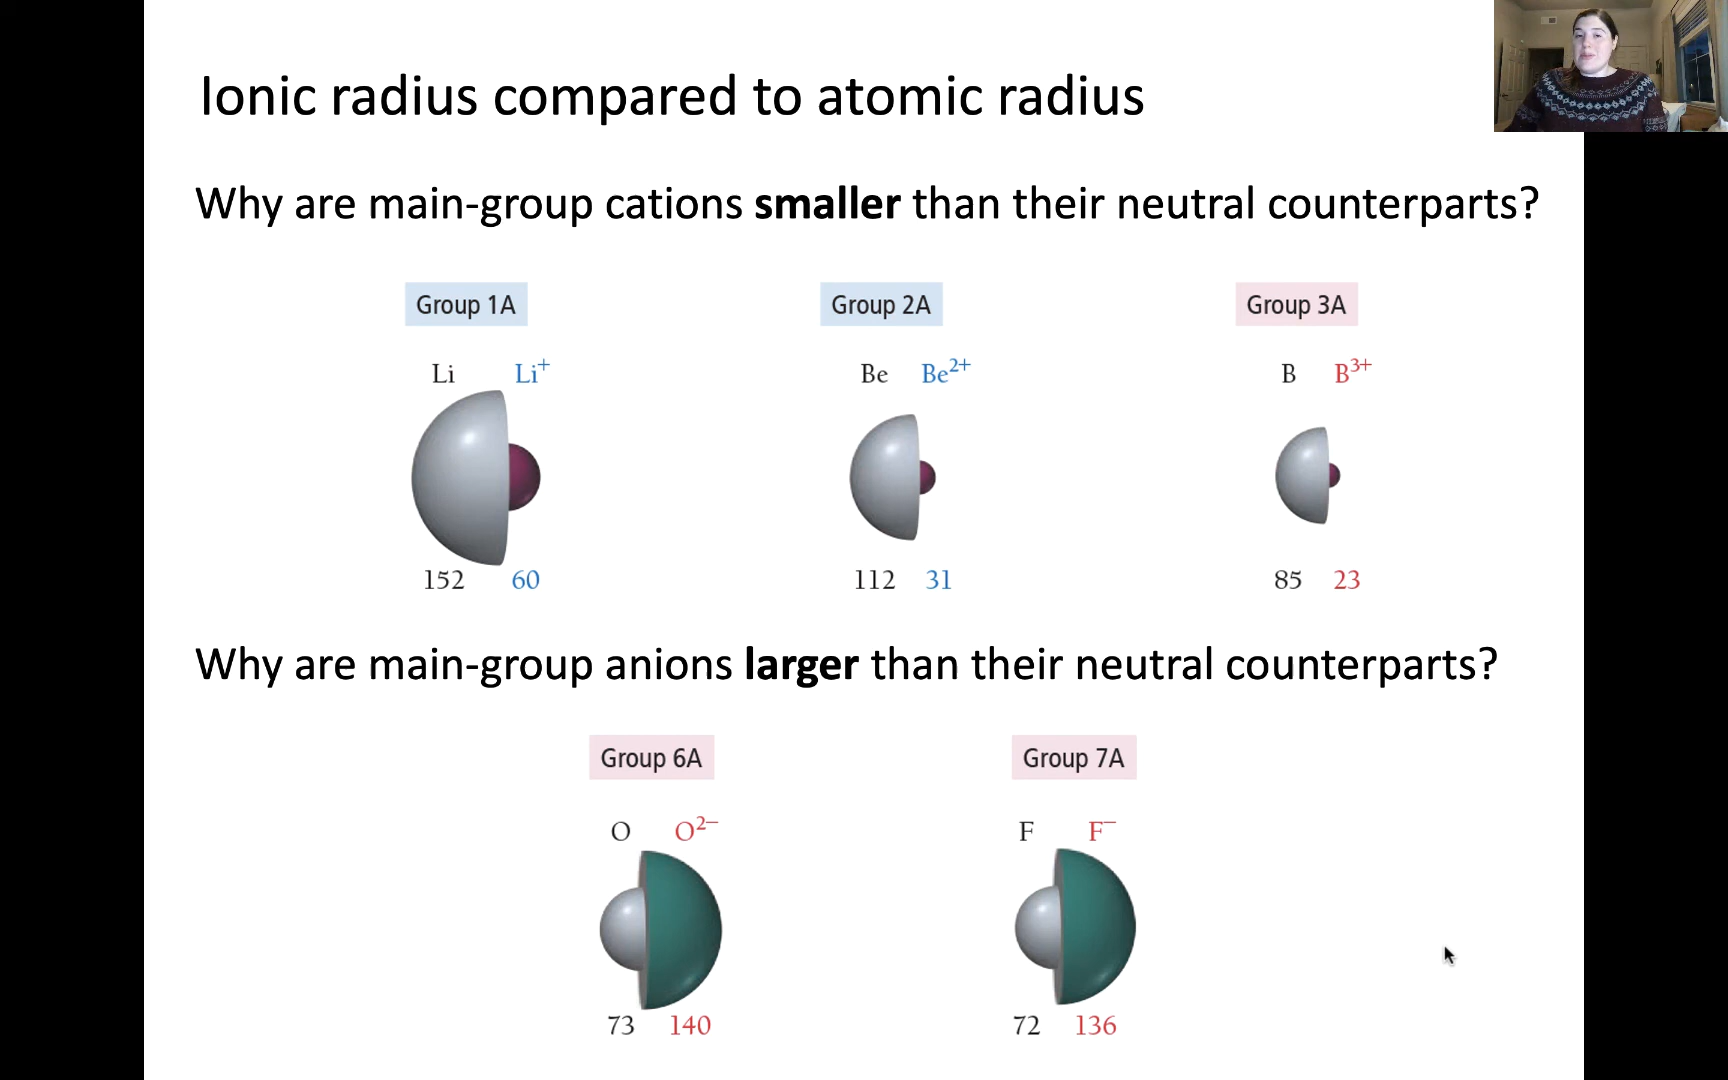 Ionic radius compared to atomic radius
Why are main-group cations smaller than their neutral counterparts?
Group 1A Group 2A Group 3A
Li Li⁺ Be Be²⁺ B B³⁺
152 60 112 31 85 23
Why are main-group anions larger than their neutral counterparts?
Group 6A Group 7A
O O²⁻ F F⁻
73 140 72 136